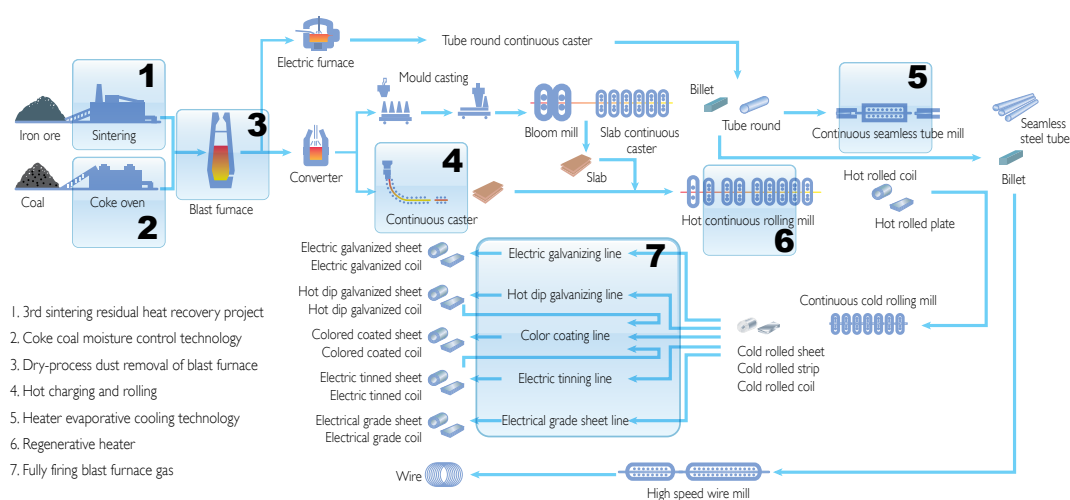 1
5
3
Electric furnace
Tube round continuous caster
Mould casting
Billet
Iron ore
Sintering
Bloom mill
Slab continuous
caster
Tube round
Continuous seamless tube mill
Seamless
steel tube
4
Converter
Slab
Billet
Coal
Coke oven
Blast furnace
Continuous caster
Hot continuous rolling mill
Hot rolled coil
Hot rolled plate
2
6
7
Electric galvanized sheet
Electric galvanized coil
Electric galvanizing line
Hot dip galvanized sheet
Hot dip galvanized coil
Hot dip galvanizing line
Continuous cold rolling mill
Colored coated sheet
Colored coated coil
Color coating line
Cold rolled sheet
Cold rolled strip
Cold rolled coil
Electric tinned sheet
Electric tinned coil
Electric tinning line
Electrical grade sheet
Electrical grade coil
Electrical grade sheet line
Wire
High speed wire mill
1. 3rd sintering residual heat recovery project
2. Coke coal moisture control technology
3. Dry-process dust removal of blast furnace
4. Hot charging and rolling
5. Heater evaporative cooling technology
6. Regenerative heater
7. Fully firing blast furnace gas